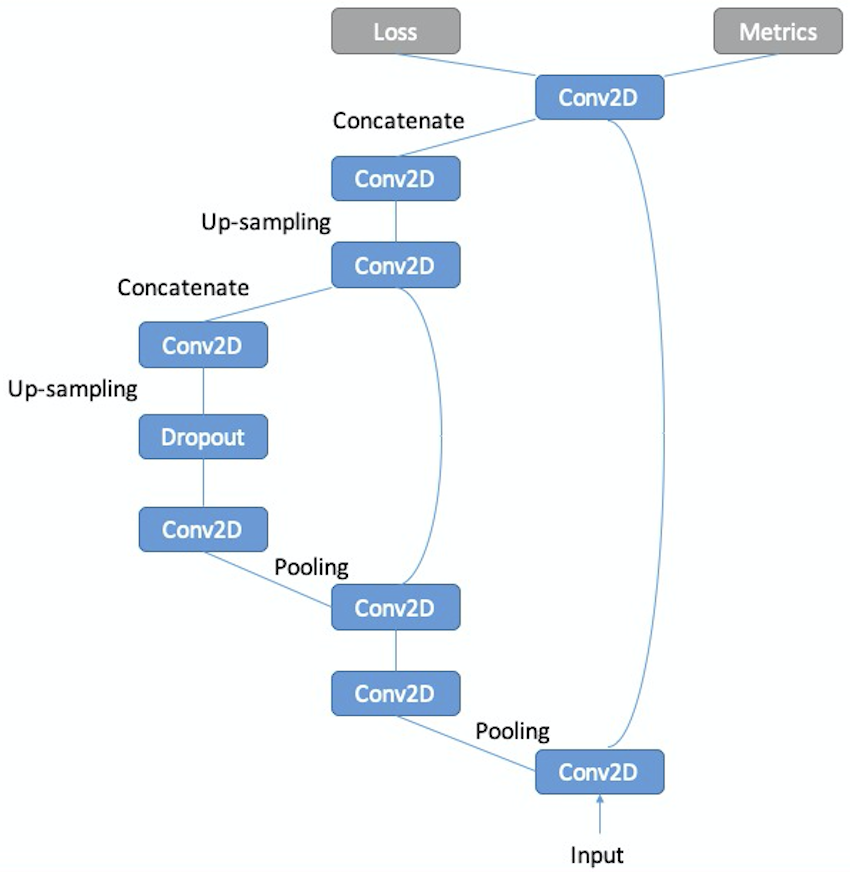 Loss
Metrics
Conv2D
Concatenate
Conv2D
Up-sampling
Conv2D
Concatenate
Conv2D
Up-sampling
Dropout
Conv2D
Pooling
Conv2D
Conv2D
Pooling
Conv2D
Input